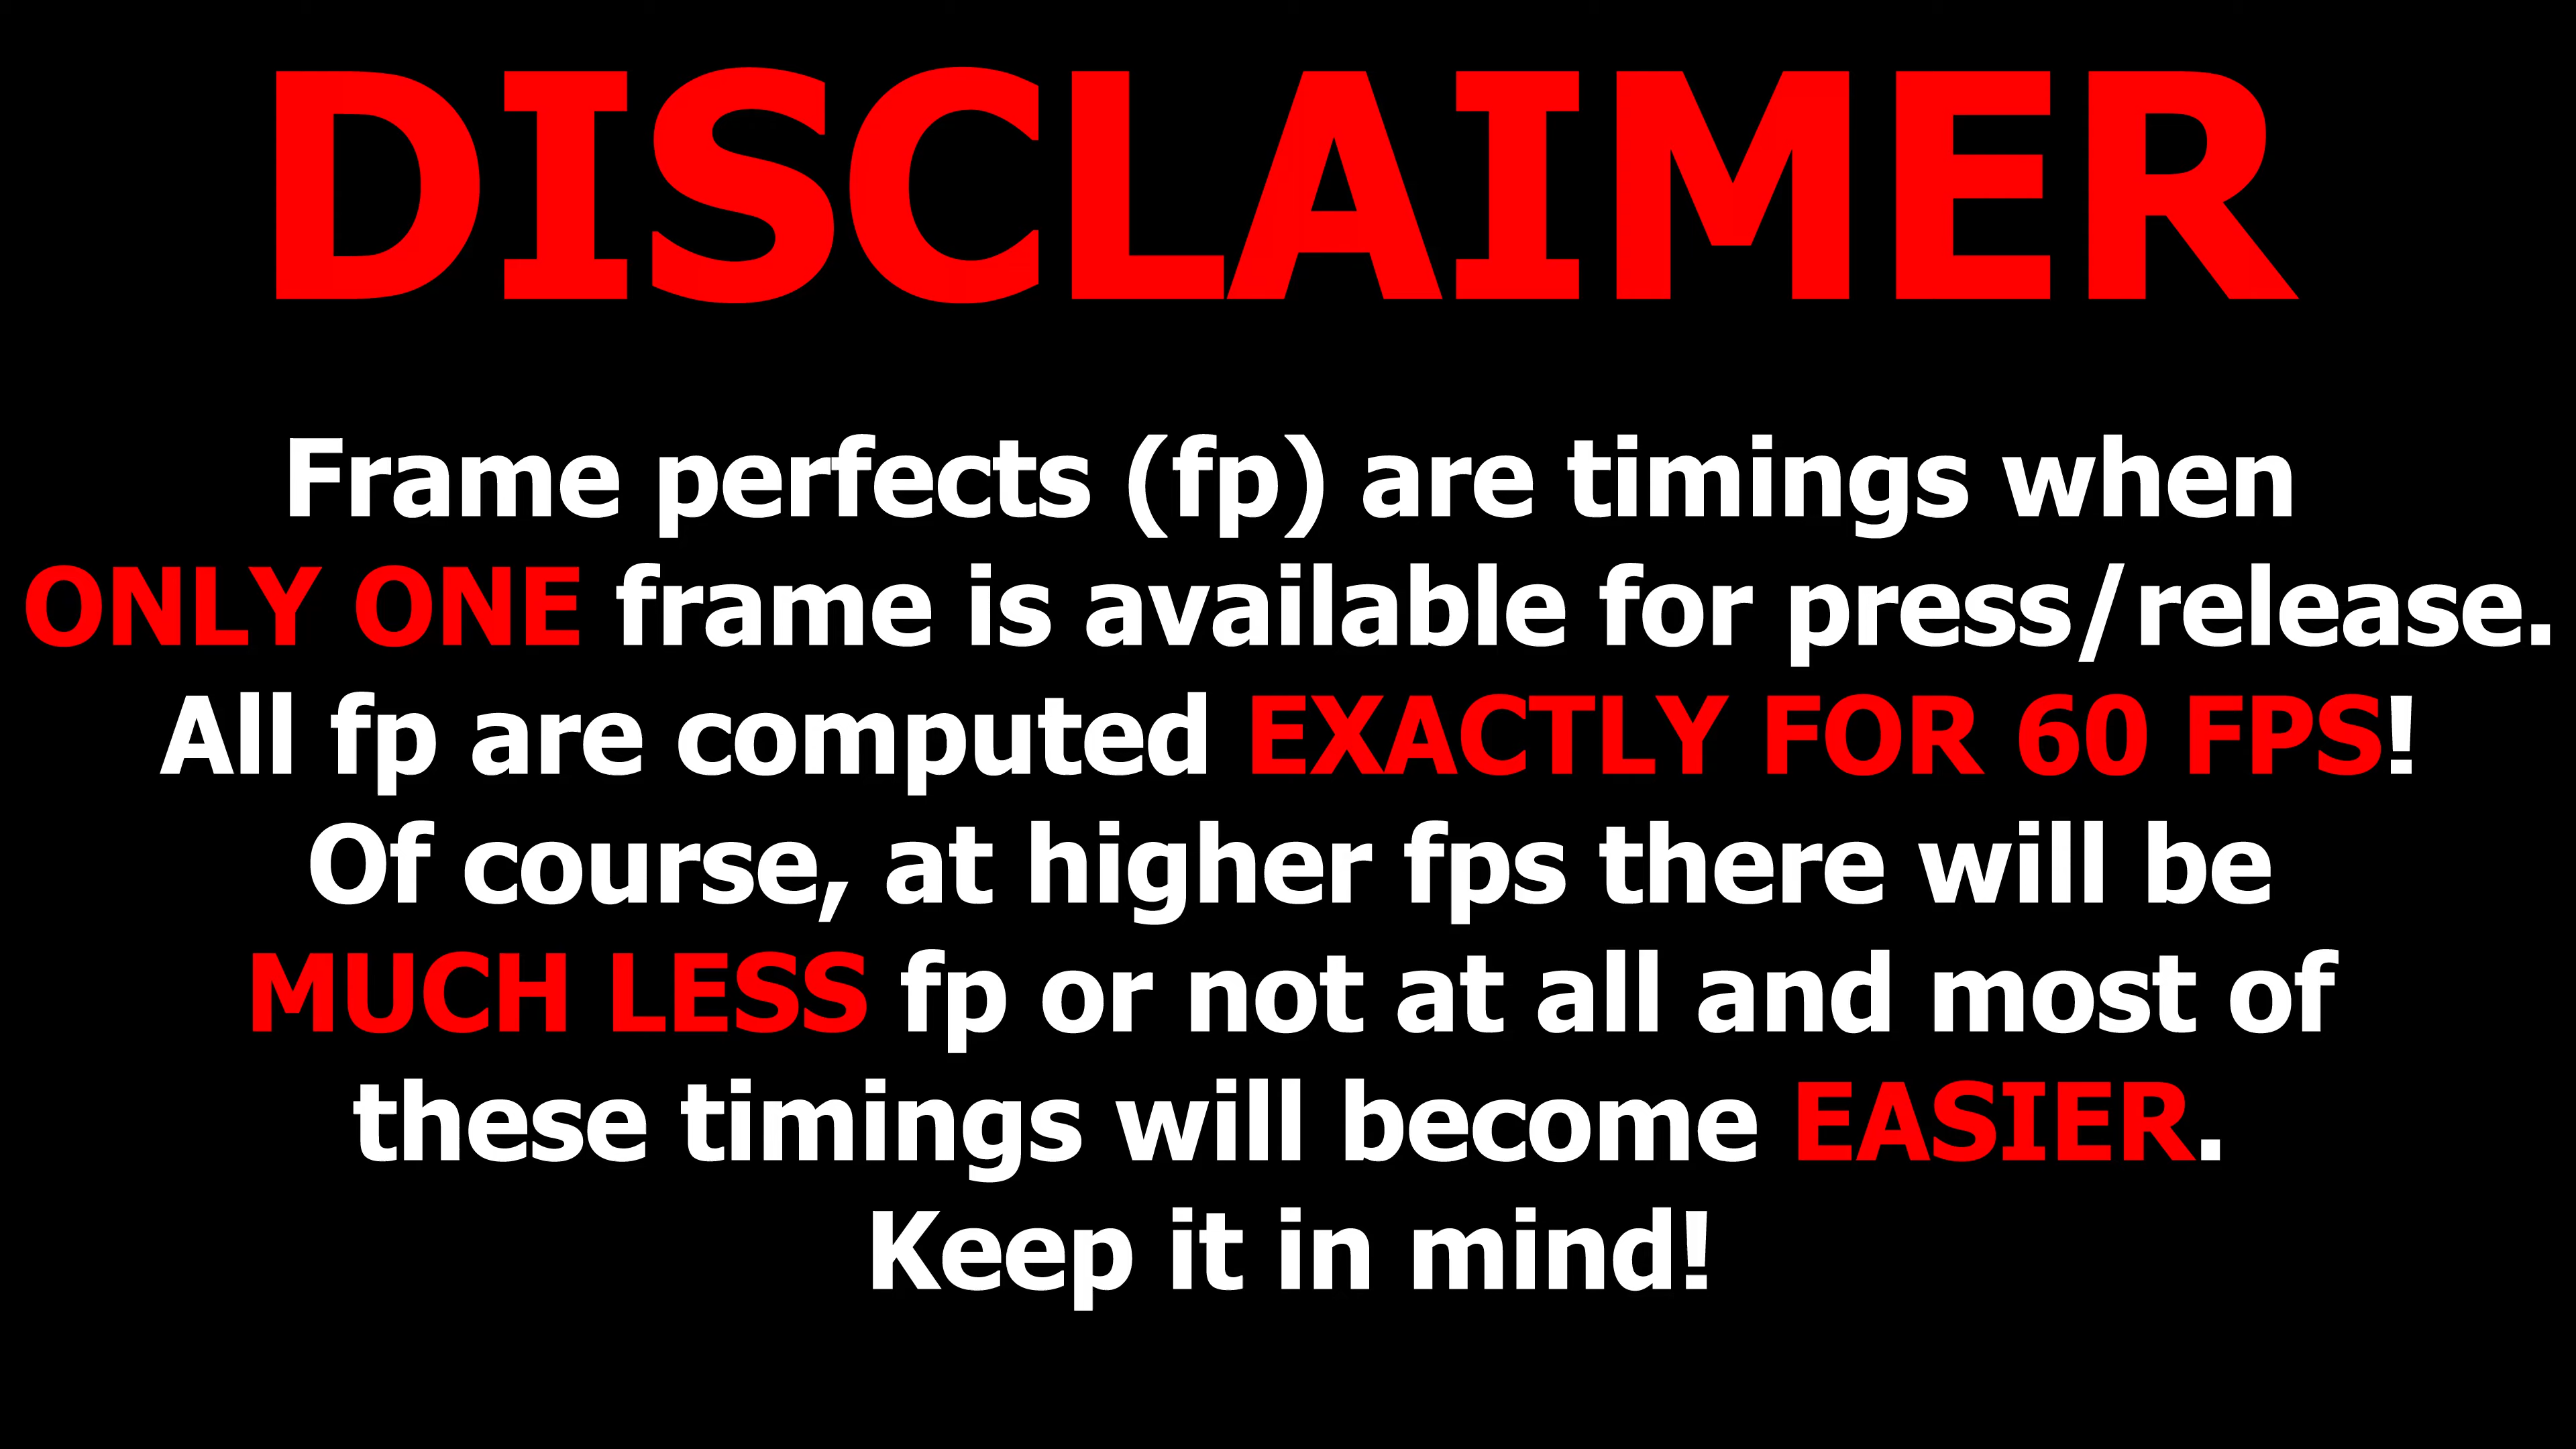 DISCLAIMER
Frame perfects (fp) are timings when
ONLY ONE frame is available for press/release.
All fp are computed EXACTLY FOR 60 FPS!
Of course, at higher fps there will be
MUCH LESS fp or not at all and most of
these timings will become EASIER.
Keep it in mind!